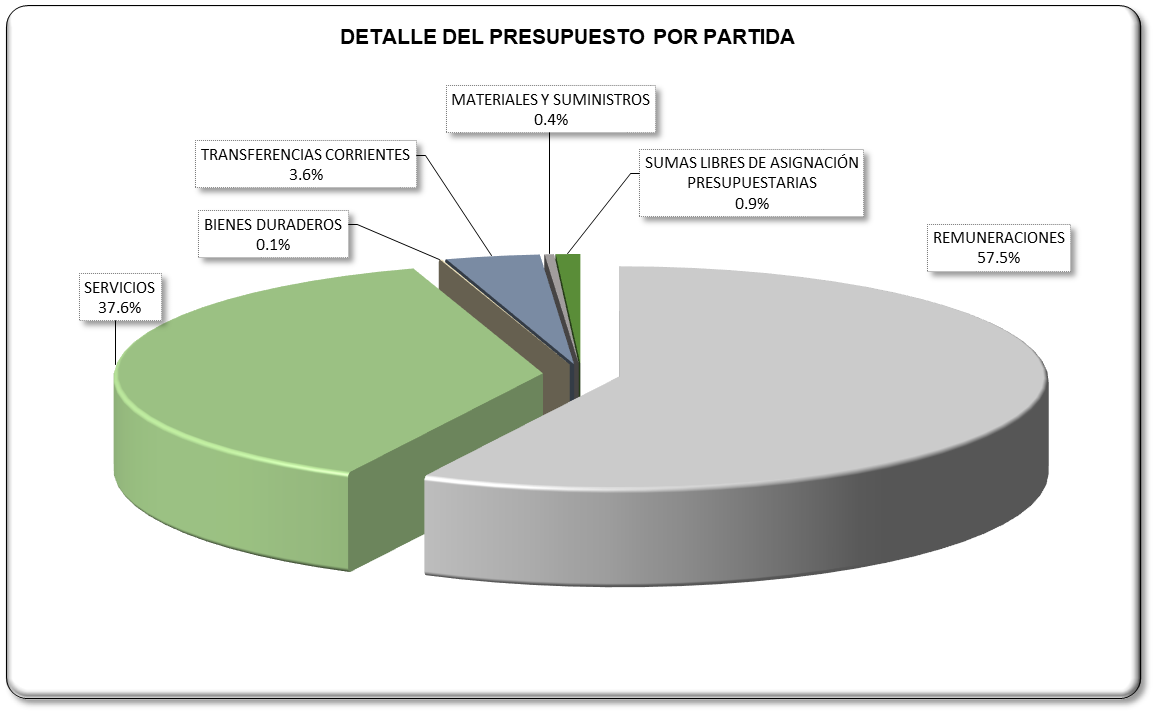 DETALLE DEL PRESUPUESTO POR PARTIDA
MATERIALES Y SUMINISTROS
0.4%
TRANSFERENCIAS CORRIENTES
3.6%
SUMAS LIBRES DE ASIGNACIÓN
PRESUPUESTARIAS
0.9%
BIENES DURADEROS
0.1%
REMUNERACIONES
57.5%
SERVICIOS
37.6%